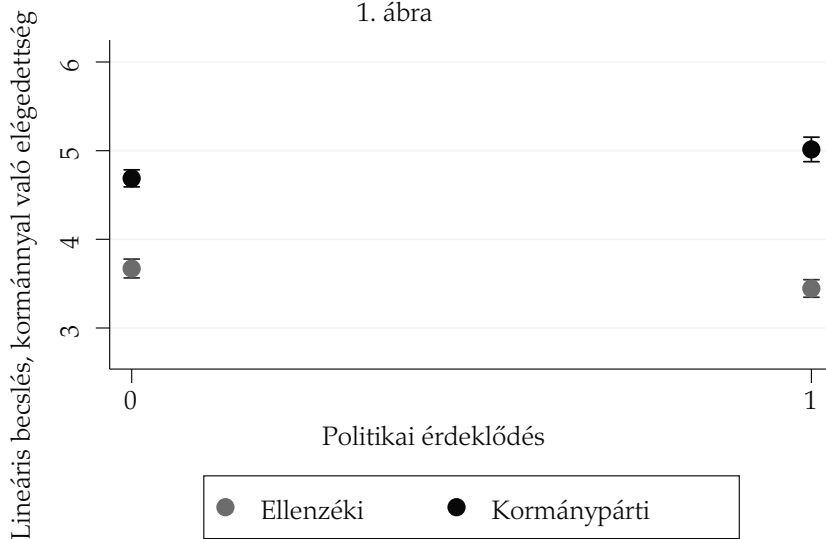 1. ábra
Lineáris becslés, kormánnyal való elégedettség
6
5
4
3
0
1
Politikai érdeklődés
Ellenzéki
Kormánypárti